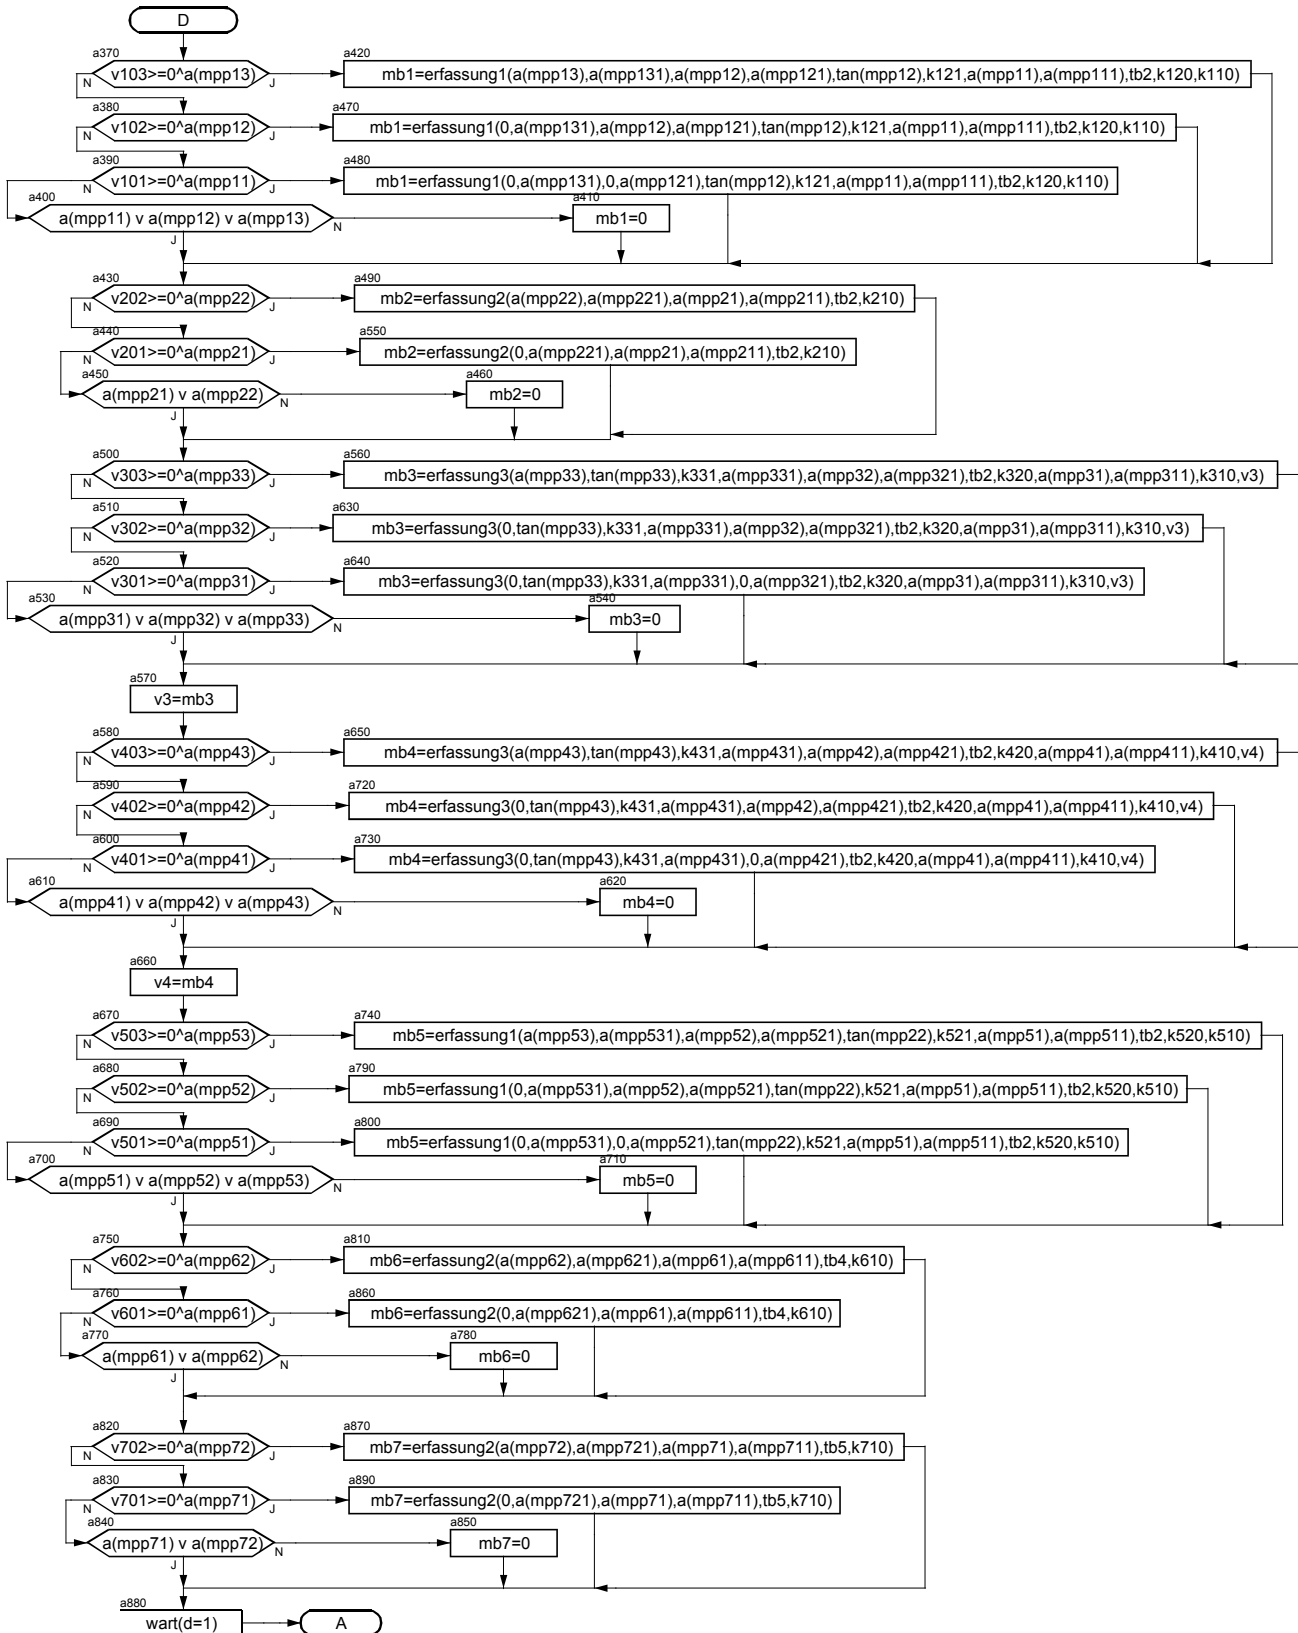 D
a370
v103>=0^a(mpp13)
N
J
a420
mb1=erfassung1(a(mpp13),a(mpp131),a(mpp12),a(mpp121),tan(mpp12),k121,a(mpp11),a(mpp111),tb2,k120,k110)
a380
v102>=0^a(mpp12)
N
J
a470
mb1=erfassung1(0,a(mpp131),a(mpp12),a(mpp121),tan(mpp12),k121,a(mpp11),a(mpp111),tb2,k120,k110)
a390
v101>=0^a(mpp11)
N
J
a480
mb1=erfassung1(0,a(mpp131),0,a(mpp121),tan(mpp12),k121,a(mpp11),a(mpp111),tb2,k120,k110)
a400
a(mpp11) v a(mpp12) v a(mpp13)
N
J
a410
mb1=0
a430
v202>=0^a(mpp22)
N
J
a490
mb2=erfassung2(a(mpp22),a(mpp221),a(mpp21),a(mpp211),tb2,k210)
a440
v201>=0^a(mpp21)
N
J
a550
mb2=erfassung2(0,a(mpp221),a(mpp21),a(mpp211),tb2,k210)
a450
a(mpp21) v a(mpp22)
N
J
a460
mb2=0
a500
v303>=0^a(mpp33)
N
J
a560
mb3=erfassung3(a(mpp33),tan(mpp33),k331,a(mpp331),a(mpp32),a(mpp321),tb2,k320,a(mpp31),a(mpp311),k310,v3)
a510
v302>=0^a(mpp32)
N
J
a630
mb3=erfassung3(0,tan(mpp33),k331,a(mpp331),a(mpp32),a(mpp321),tb2,k320,a(mpp31),a(mpp311),k310,v3)
a520
v301>=0^a(mpp31)
N
J
a640
mb3=erfassung3(0,tan(mpp33),k331,a(mpp331),0,a(mpp321),tb2,k320,a(mpp31),a(mpp311),k310,v3)
a530
a(mpp31) v a(mpp32) v a(mpp33)
N
J
a540
mb3=0
a570
v3=mb3
a580
v403>=0^a(mpp43)
N
J
a650
mb4=erfassung3(a(mpp43),tan(mpp43),k431,a(mpp431),a(mpp42),a(mpp421),tb2,k420,a(mpp41),a(mpp411),k410,v4)
a590
v402>=0^a(mpp42)
N
J
a720
mb4=erfassung3(0,tan(mpp43),k431,a(mpp431),a(mpp42),a(mpp421),tb2,k420,a(mpp41),a(mpp411),k410,v4)
a600
v401>=0^a(mpp41)
N
J
a730
mb4=erfassung3(0,tan(mpp43),k431,a(mpp431),0,a(mpp421),tb2,k420,a(mpp41),a(mpp411),k410,v4)
a610
a(mpp41) v a(mpp42) v a(mpp43)
N
J
a620
mb4=0
a660
v4=mb4
a670
v503>=0^a(mpp53)
N
J
a740
mb5=erfassung1(a(mpp53),a(mpp531),a(mpp52),a(mpp521),tan(mpp22),k521,a(mpp51),a(mpp511),tb2,k520,k510)
a680
v502>=0^a(mpp52)
N
J
a790
mb5=erfassung1(0,a(mpp531),a(mpp52),a(mpp521),tan(mpp22),k521,a(mpp51),a(mpp511),tb2,k520,k510)
a690
v501>=0^a(mpp51)
N
J
a800
mb5=erfassung1(0,a(mpp531),0,a(mpp521),tan(mpp22),k521,a(mpp51),a(mpp511),tb2,k520,k510)
a700
a(mpp51) v a(mpp52) v a(mpp53)
N
J
a710
mb5=0
a750
v602>=0^a(mpp62)
N
J
a810
mb6=erfassung2(a(mpp62),a(mpp621),a(mpp61),a(mpp611),tb4,k610)
a760
v601>=0^a(mpp61)
N
J
a860
mb6=erfassung2(0,a(mpp621),a(mpp61),a(mpp611),tb4,k610)
a770
a(mpp61) v a(mpp62)
N
J
a780
mb6=0
a820
v702>=0^a(mpp72)
N
J
a870
mb7=erfassung2(a(mpp72),a(mpp721),a(mpp71),a(mpp711),tb5,k710)
a830
v701>=0^a(mpp71)
N
J
a890
mb7=erfassung2(0,a(mpp721),a(mpp71),a(mpp711),tb5,k710)
a840
a(mpp71) v a(mpp72)
N
J
a850
mb7=0
a880
wart(d=1)
A